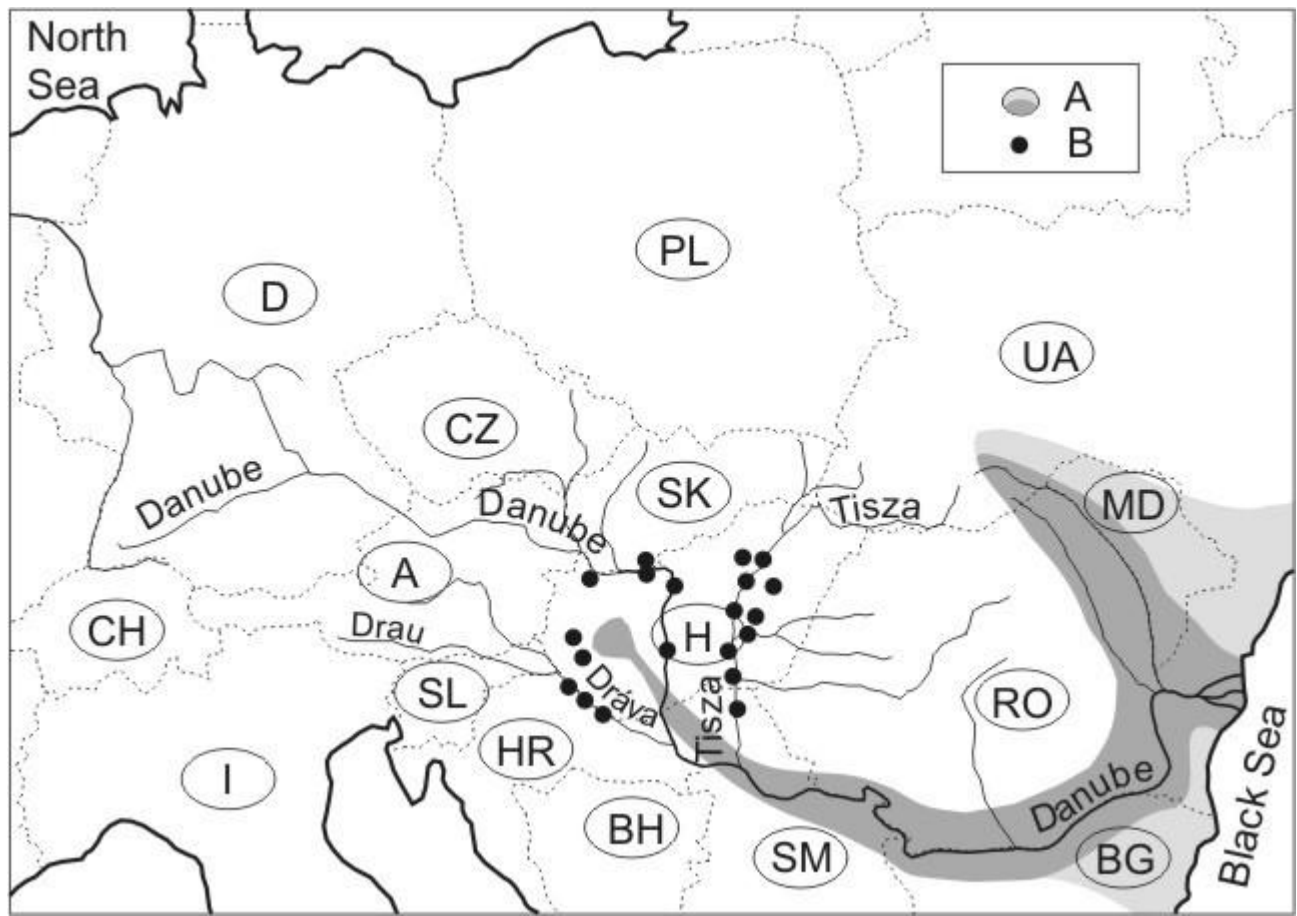 North
Sea
A
B
PL
D
UA
CZ
Danube
Danube
SK
Tisza
MD
A
CH
Drau
H
SL
Dráva
Tisza
RO
HR
I
Danube
BH
SM
BG
Black Sea